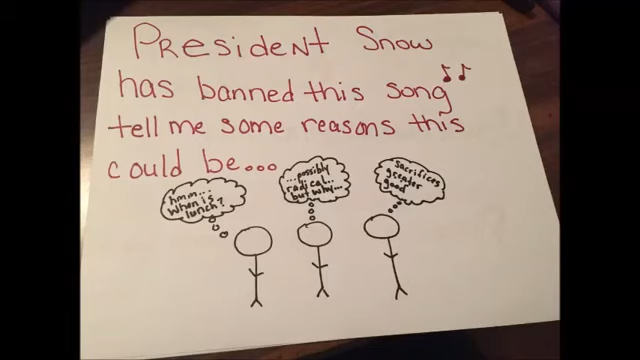 PResideNt Snow
has banned this song
tell me some reasons this
could be...
hmm...
when is
lunch?
...possibly
radical...
but why...
sacrifices
greater
good